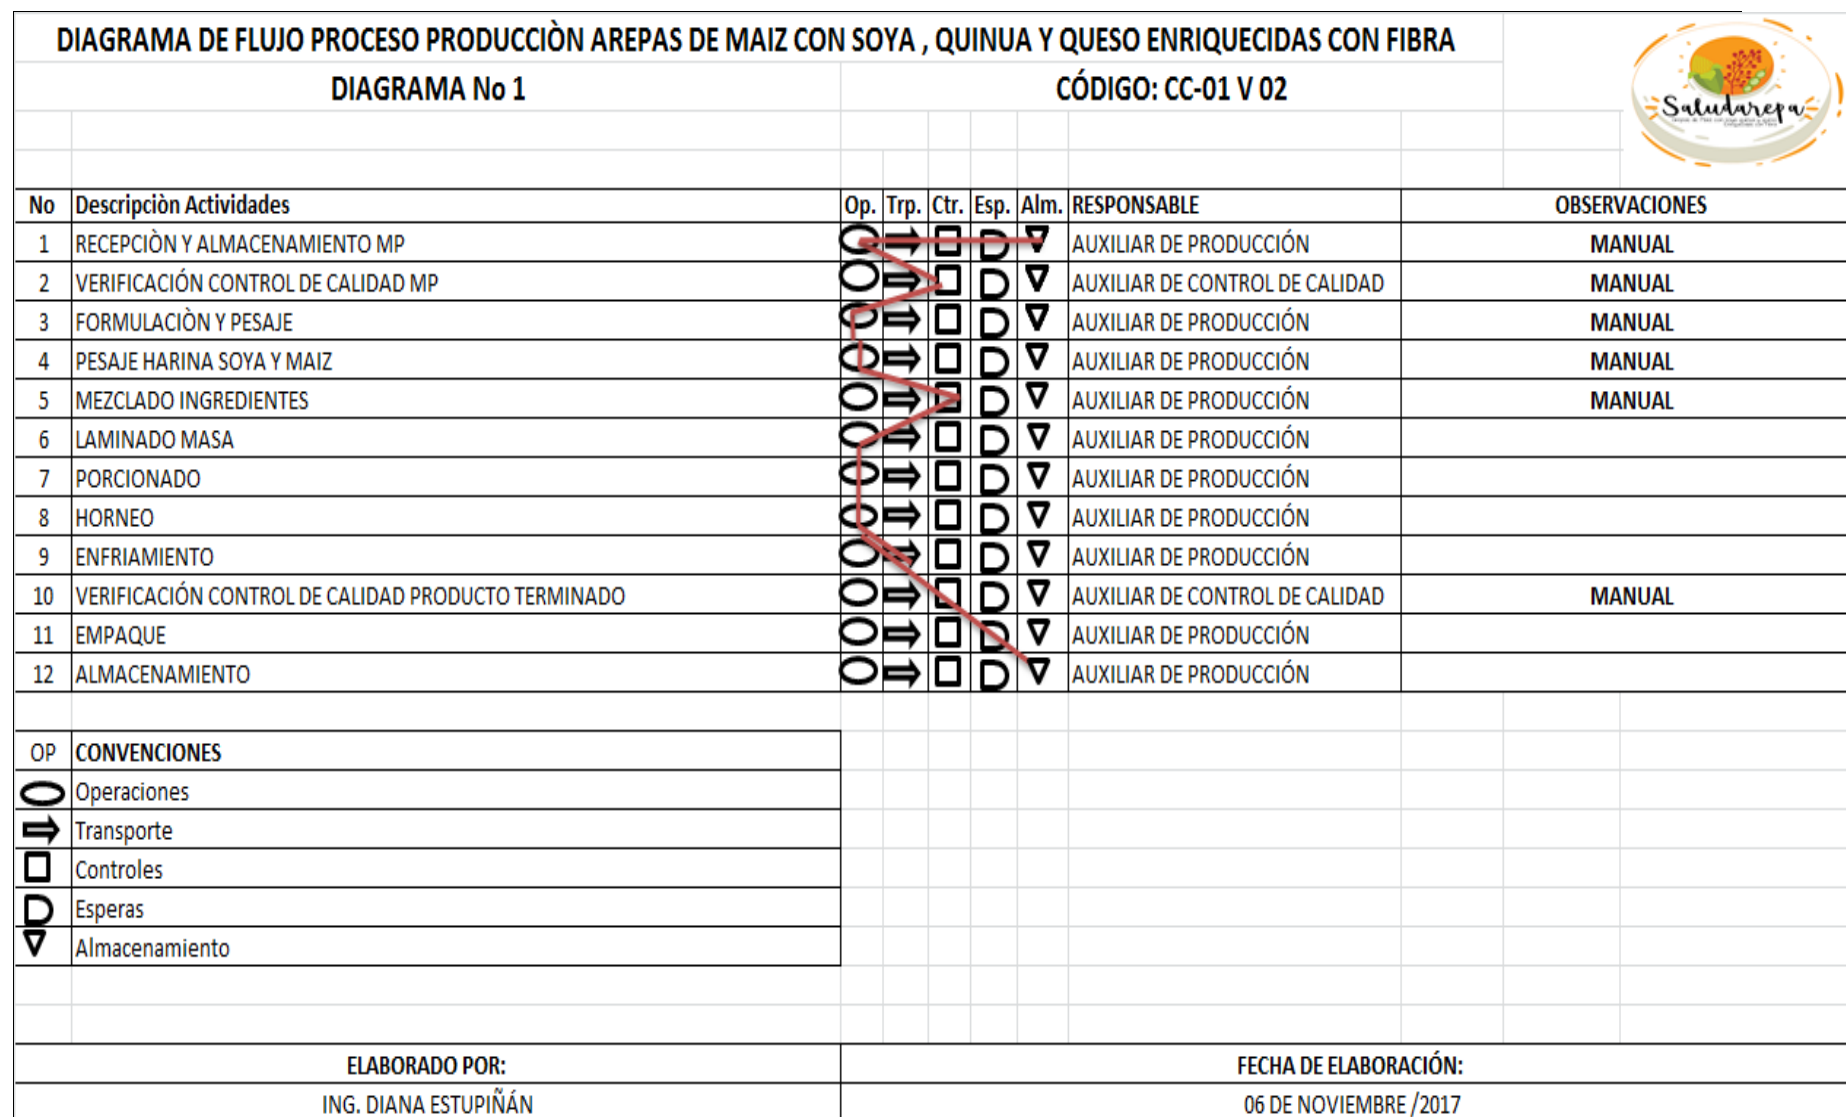 DIAGRAMA DE FLUJO PROCESO PRODUCCIÒN AREPAS DE MAIZ CON SOYA , QUINUA Y QUESO ENRIQUECIDAS CON FIBRA
DIAGRAMA No 1 CÓDIGO: CC-01 V 02
Saludarepa
No Descripciòn Actividades Op. Trp. Ctr. Esp. Alm. RESPONSABLE OBSERVACIONES
1 RECEPCIÒN Y ALMACENAMIENTO MP AUXILIAR DE PRODUCCIÓN MANUAL
2 VERIFICACIÓN CONTROL DE CALIDAD MP AUXILIAR DE CONTROL DE CALIDAD MANUAL
3 FORMULACIÒN Y PESAJE AUXILIAR DE PRODUCCIÓN MANUAL
4 PESAJE HARINA SOYA Y MAIZ AUXILIAR DE PRODUCCIÓN MANUAL
5 MEZCLADO INGREDIENTES AUXILIAR DE PRODUCCIÓN MANUAL
6 LAMINADO MASA AUXILIAR DE PRODUCCIÓN
7 PORCIONADO AUXILIAR DE PRODUCCIÓN
8 HORNEO AUXILIAR DE PRODUCCIÓN
9 ENFRIAMIENTO AUXILIAR DE PRODUCCIÓN
10 VERIFICACIÓN CONTROL DE CALIDAD PRODUCTO TERMINADO AUXILIAR DE CONTROL DE CALIDAD MANUAL
11 EMPAQUE AUXILIAR DE PRODUCCIÓN
12 ALMACENAMIENTO AUXILIAR DE PRODUCCIÓN
OP CONVENCIONES
Operaciones
Transporte
Controles
Esperas
Almacenamiento
ELABORADO POR: FECHA DE ELABORACIÓN:
ING. DIANA ESTUPIÑÁN 06 DE NOVIEMBRE /2017